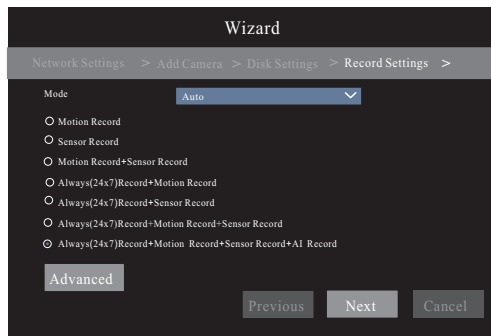 Wizard
Network Settings > Add Camera > Disk Settings > Record Settings >
Mode Auto
Motion Record
Sensor Record
Motion Record+Sensor Record
Always(24x7)Record+Motion Record
Always(24x7)Record+Sensor Record
Always(24x7)Record+Motion Record+Sensor Record
Always(24x7)Record+Motion Record+Sensor Record+AI Record
Advanced
Previous Next Cancel